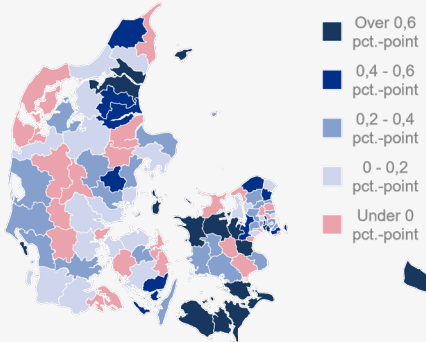 Over 0,6
pct.-point
0,4 - 0,6
pct.-point
0,2 - 0,4
pct.-point
0 - 0,2
pct.-point
Under 0
pct.-point